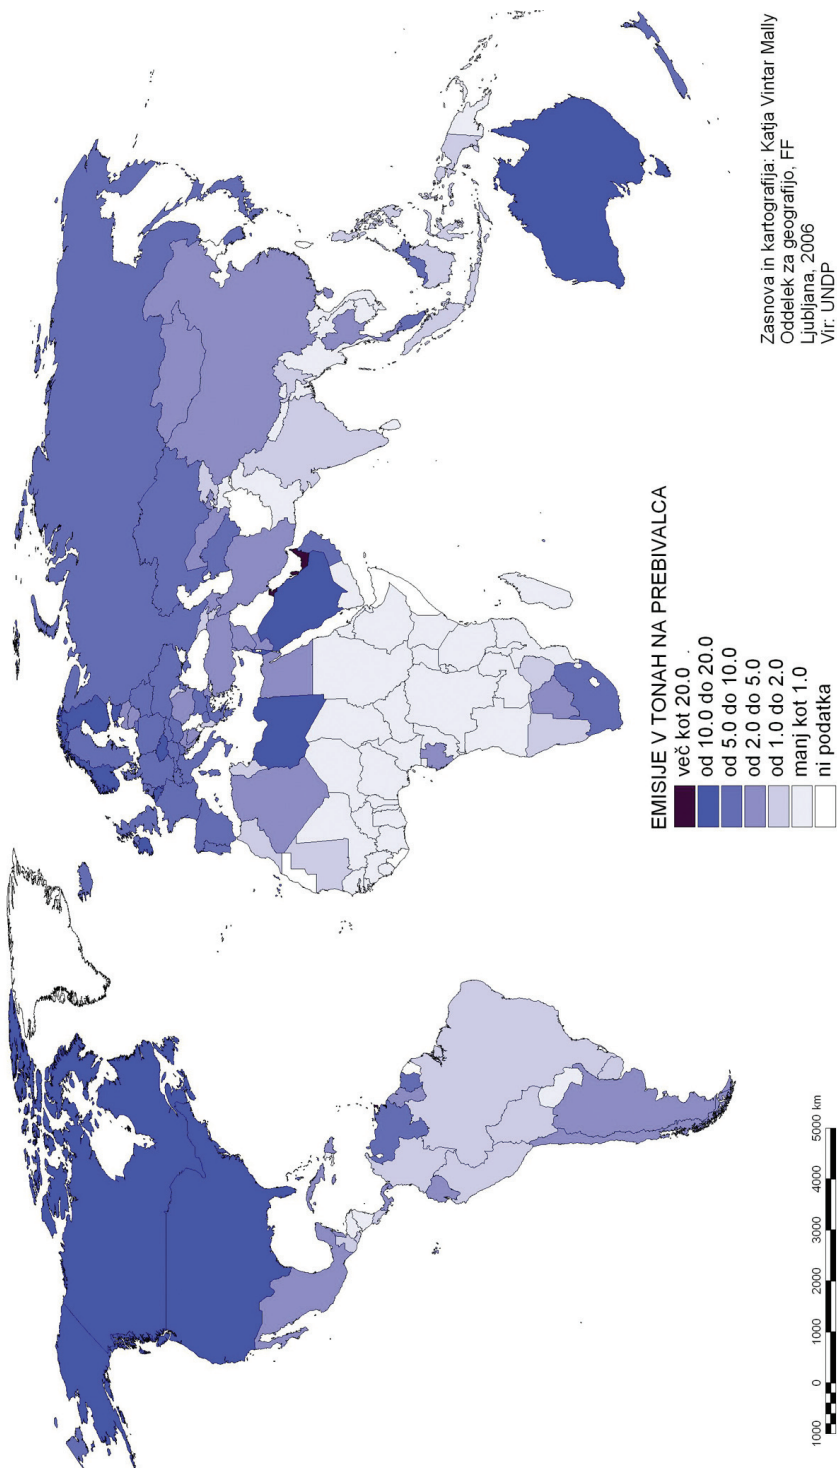 EMISIJE V TONAH NA PREBIVALCA
več kot 20.0
od 10.0 do 20.0
od 5.0 do 10.0
od 2.0 do 5.0
od 1.0 do 2.0
manj kot 1.0
ni podatka
1000 0 1000 2000 3000 4000 5000 km
Zasnova in kartografija: Katja Vintar Mally
Oddelek za geografijo, FF
Ljubljana, 2006
Vir: UNDP